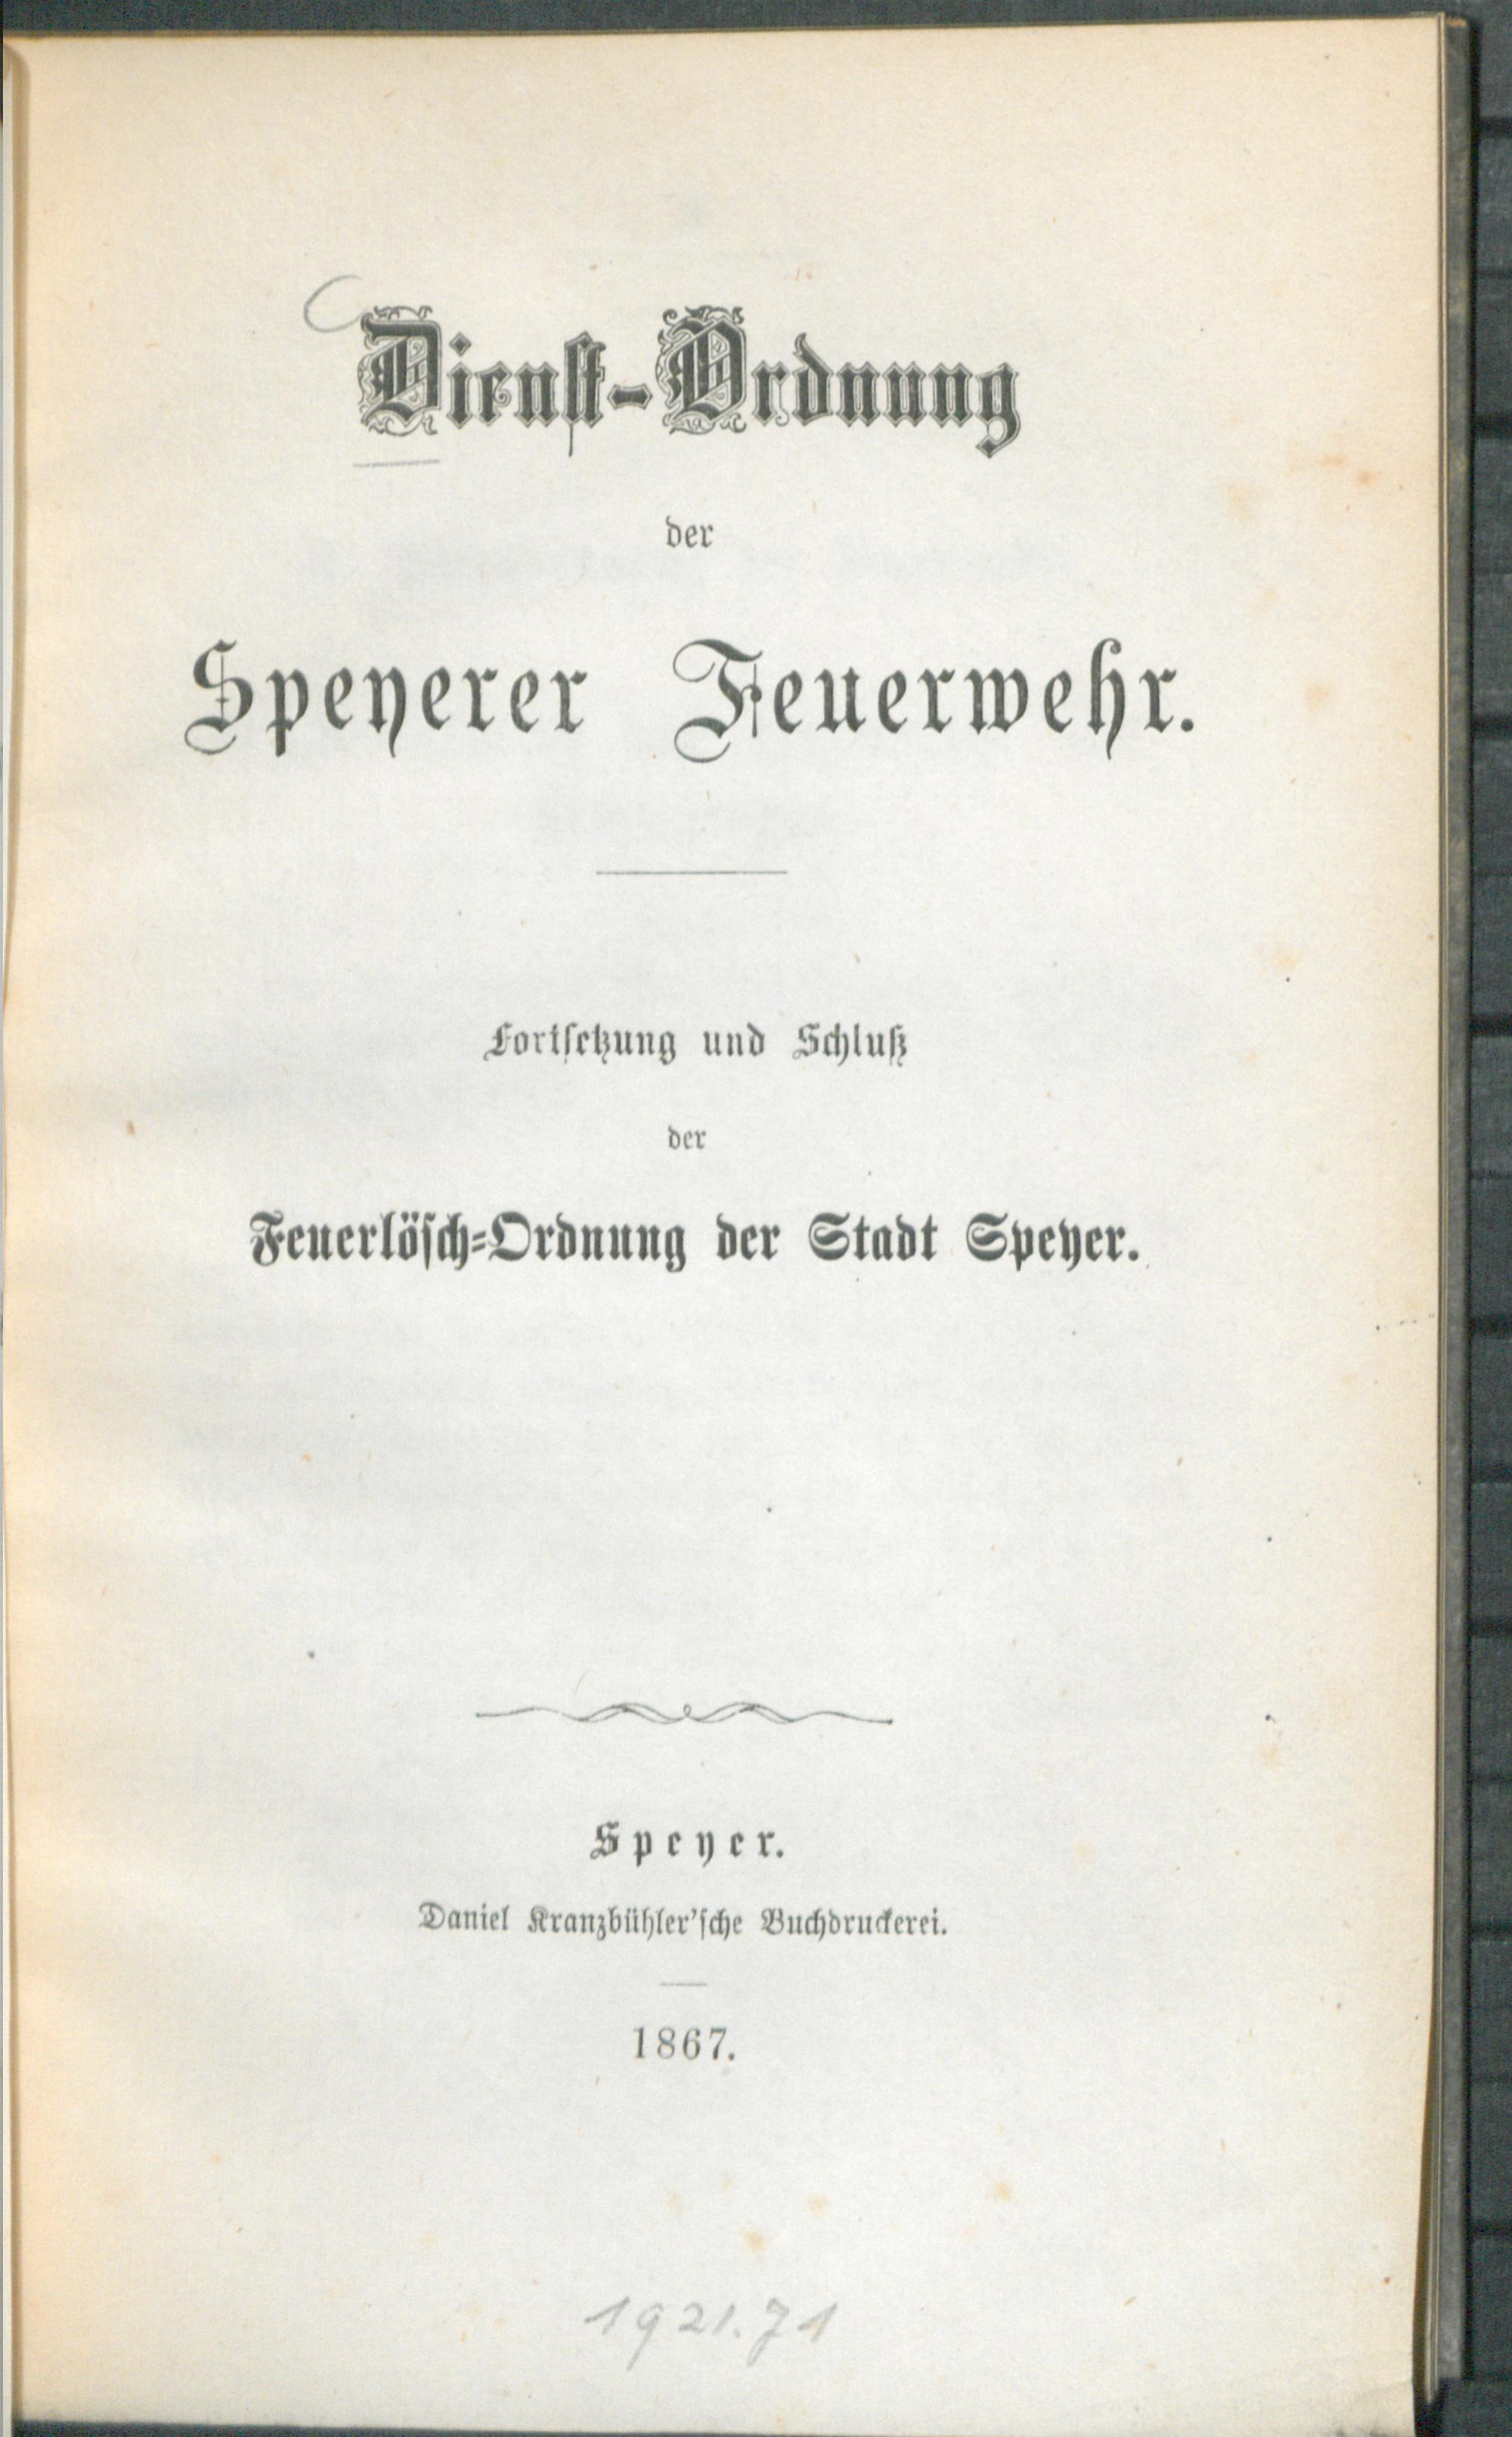 Dienst-Ordnung
der
Speyerer Feuerwehr.
Fortsetzung und Schluß
der
Feuerlösch-Ordnung der Stadt Speyer.
Speyer.
Daniel Kranzbühler'sche Buchdruckerei.
1867.
1921.71